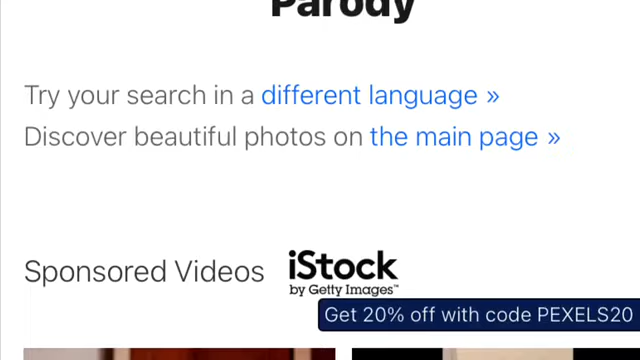 Parody
Try your search in a different language »
Discover beautiful photos on the main page »
Sponsored Videos
iStock
by Getty Images™
Get 20% off with code PEXELS20